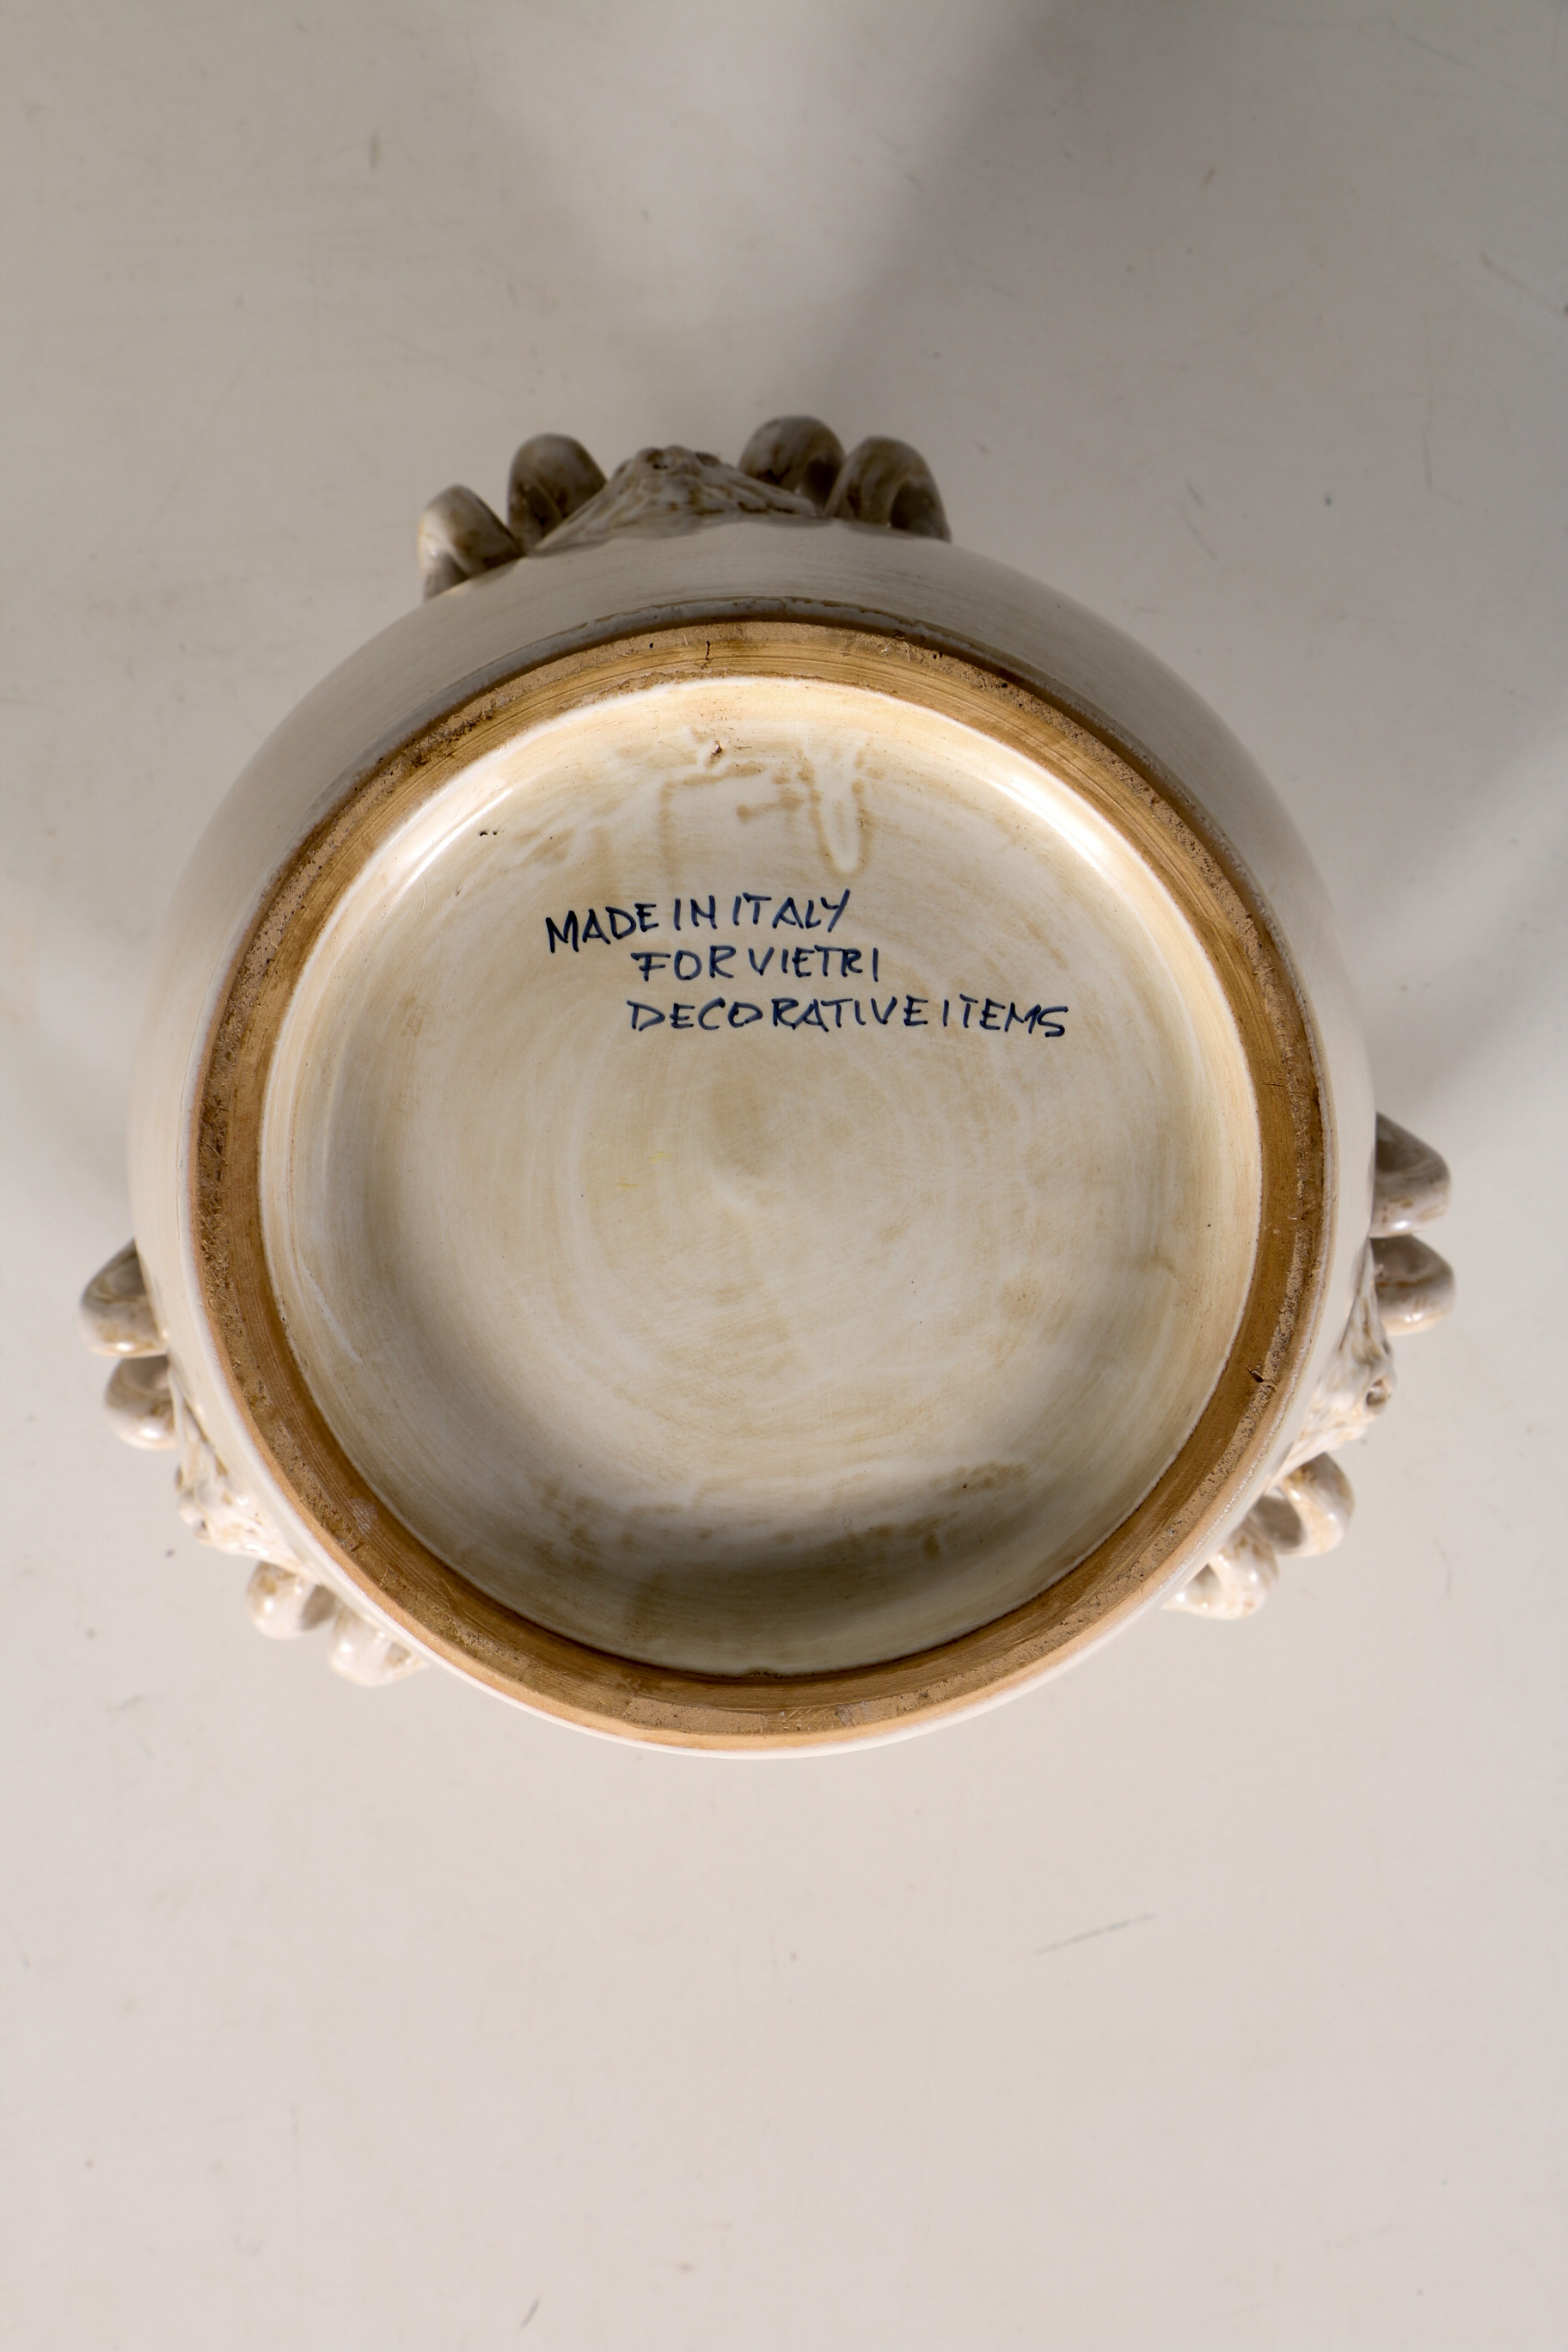 MADE IN ITALY
FOR VIETRI
DECORATIVE ITEMS